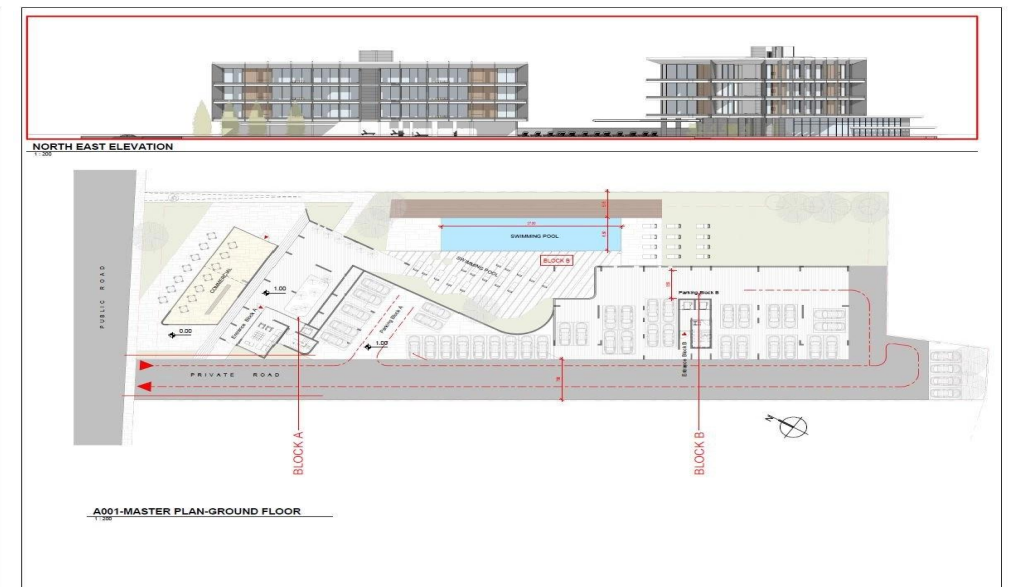 NORTH EAST ELEVATION
1 : 200
PUBLIC ROAD
COMMERCIAL
0.00
1.00
Entrance Block A
Parking Block A
1.00
SWIMMING POOL
SWIMMING POOL
BLOCK B
Parking Block B
Entrance Block B
PRIVATE ROAD
N
BLOCK A
BLOCK B
A001-MASTER PLAN-GROUND FLOOR
1 : 200